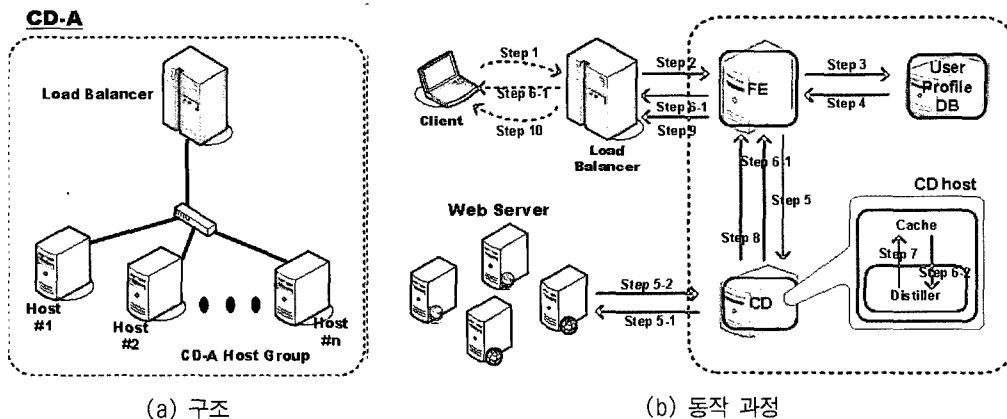 CD-A
Load Balancer
Host
#1
Host
#2
Host
#n
CD-A Host Group
(a) 구조
Step 1
Step 6-1
Step 10
Client
Load
Balancer
Step 2
Step 6-1
Step 9
FE
Step 3
Step 4
User
Profile
DB
Step 6-1
Step 5
Step 8
Web Server
Step 5-2
Step 5-1
CD
CD host
Cache
Step 7
Step 6-2
Distiller
(b) 동작 과정